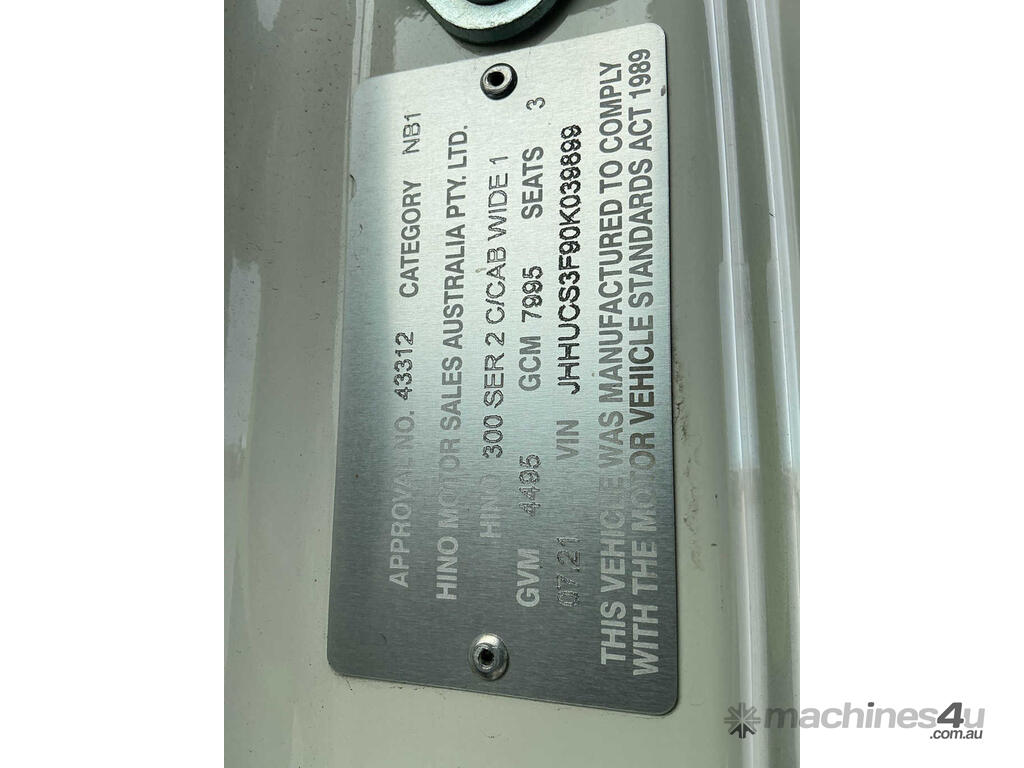 APPROVAL NO. 43312 CATEGORY NB1
HINO MOTOR SALES AUSTRALIA PTY. LTD.
HINO 300 SER 2 C/CAB WIDE 1
GVM 4495 GCM 7995 SEATS 3
07.21 VIN JHHUCS3F90K039899
THIS VEHICLE WAS MANUFACTURED TO COMPLY
WITH THE MOTOR VEHICLE STANDARDS ACT 1989
machines4u
.com.au